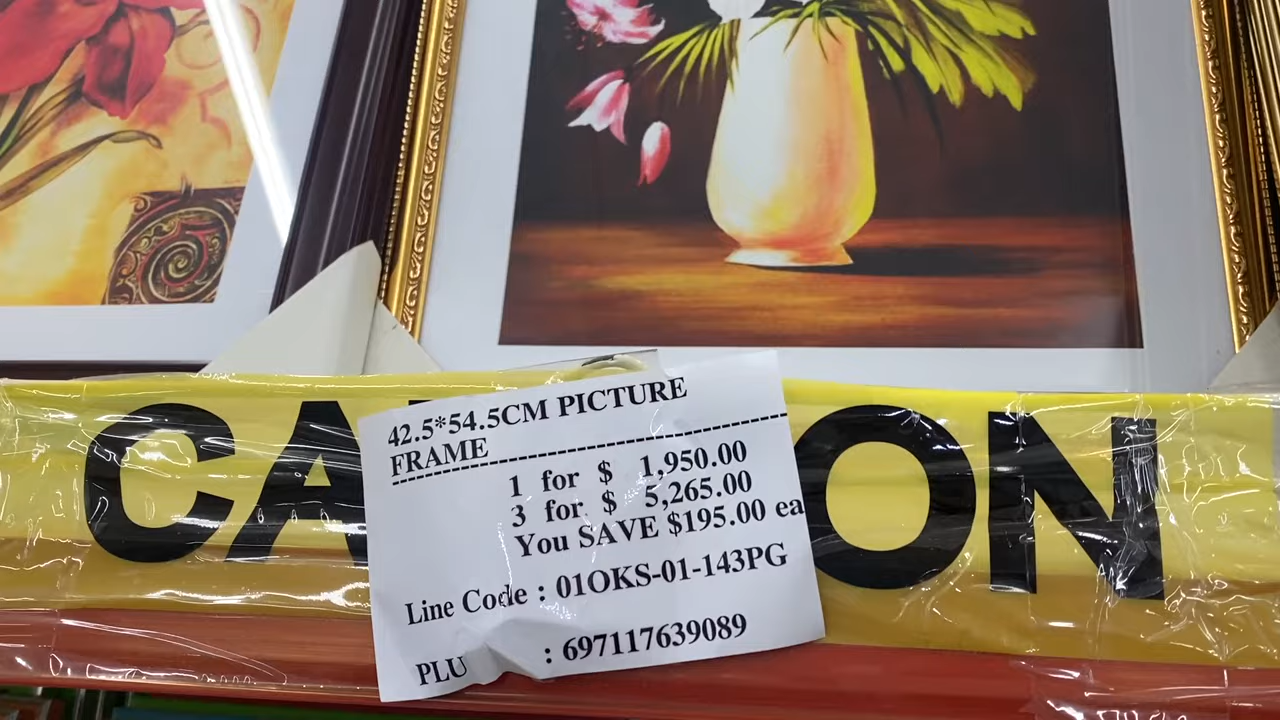 CA ON
42.5*54.5CM PICTURE
FRAME
1 for $ 1,950.00
3 for $ 5,265.00
You SAVE $195.00 ea
Line Code : 01OKS-01-143PG
PLU : 697117639089